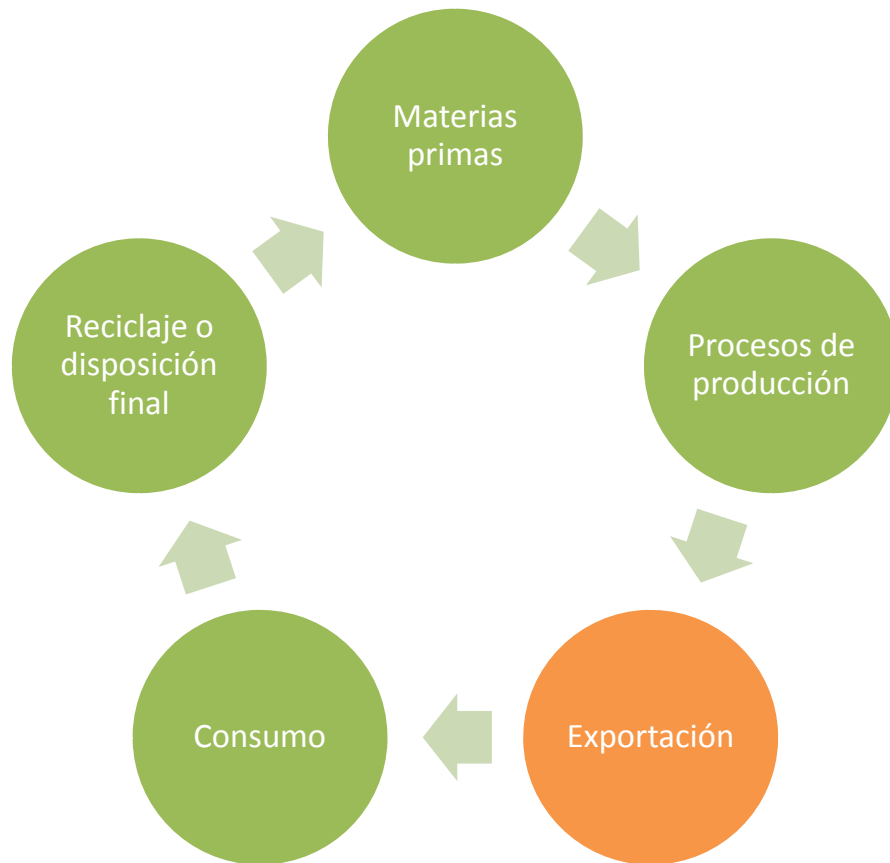 Materias
primas
Procesos de
producción
Exportación
Consumo
Reciclaje o
disposición
final